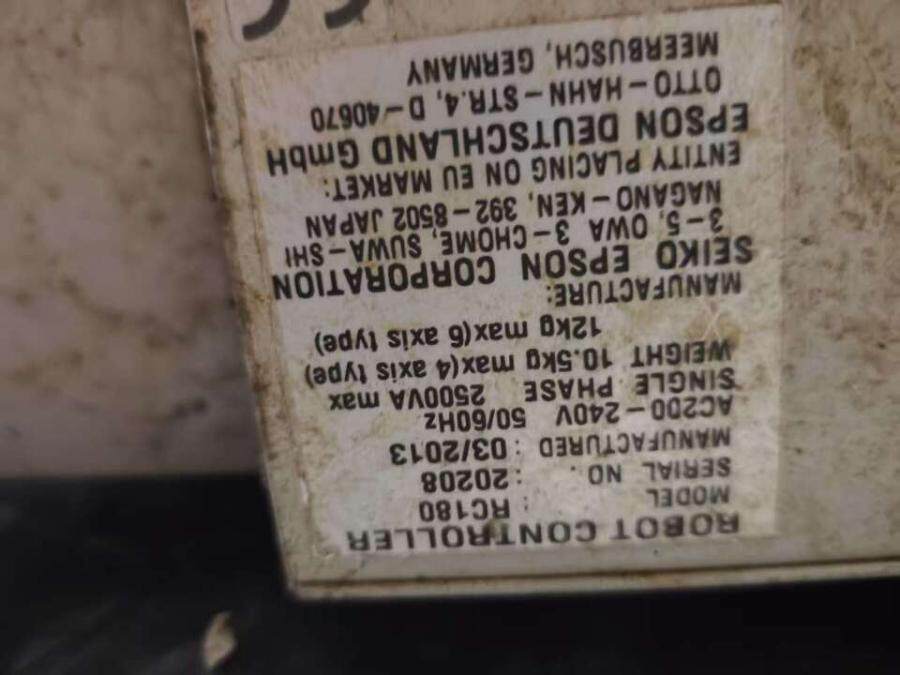 ROBOT CONTROLLER
MODEL : RC180
SERIAL NO. : 20208
MANUFACTURED : 03/2013
AC200-240V 50/60Hz
SINGLE PHASE 2500VA max
WEIGHT 10.5kg max(4 axis type)
12kg max(6 axis type)
MANUFACTURE:
SEIKO EPSON CORPORATION
3-5, OWA 3-CHOME, SUWA-SHI
NAGANO-KEN, 392-8502 JAPAN
ENTITY PLACING ON EU MARKET:
EPSON DEUTSCHLAND GmbH
OTTO-HAHN-STR.4, D-40670
MEERBUSCH, GERMANY
CE